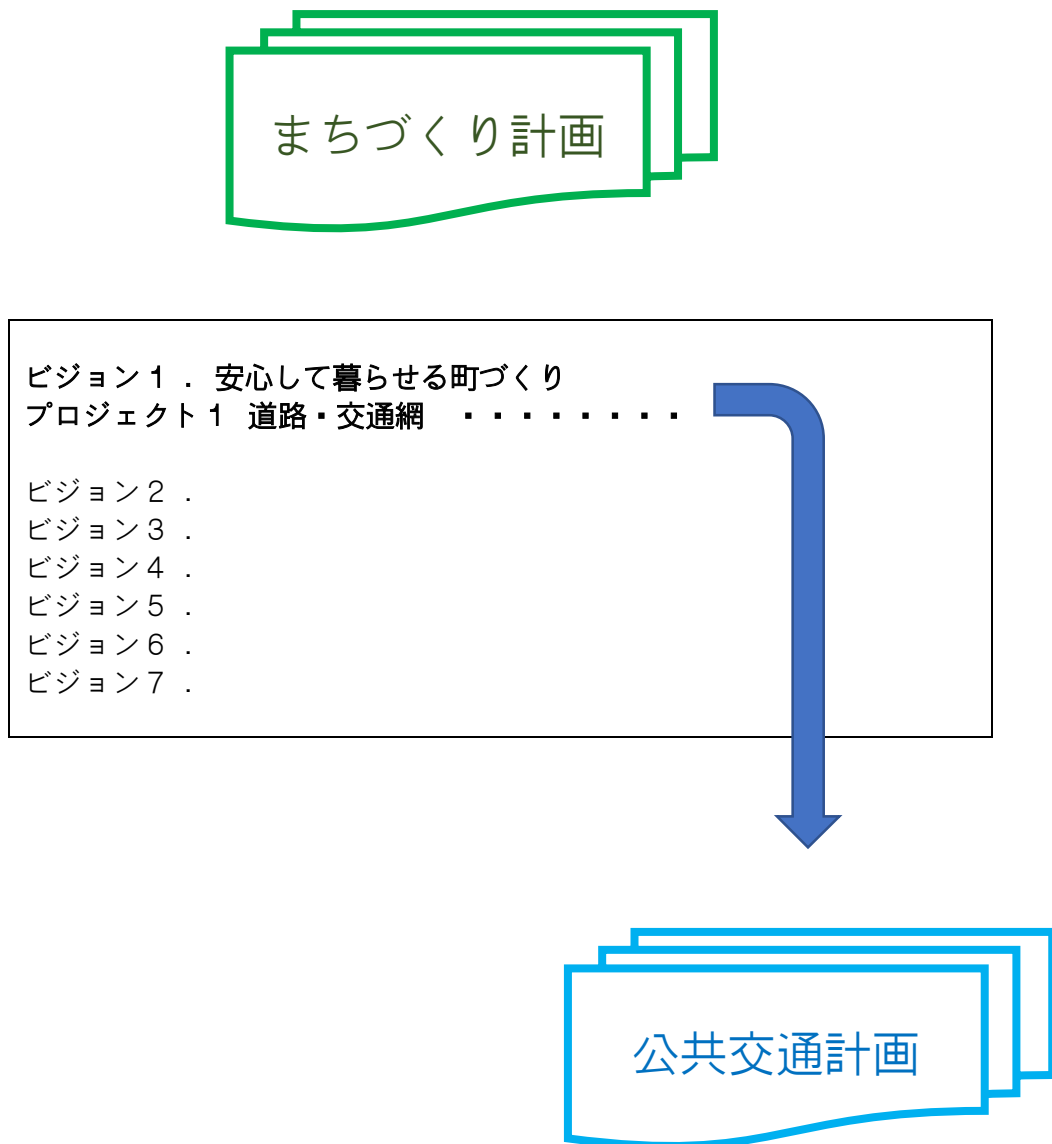 まちづくり計画
ビジョン１．安心して暮らせる町づくり
プロジェクト１ 道路・交通網　・・・・・・・・
ビジョン２．
ビジョン３．
ビジョン４．
ビジョン５．
ビジョン６．
ビジョン７．
公共交通計画